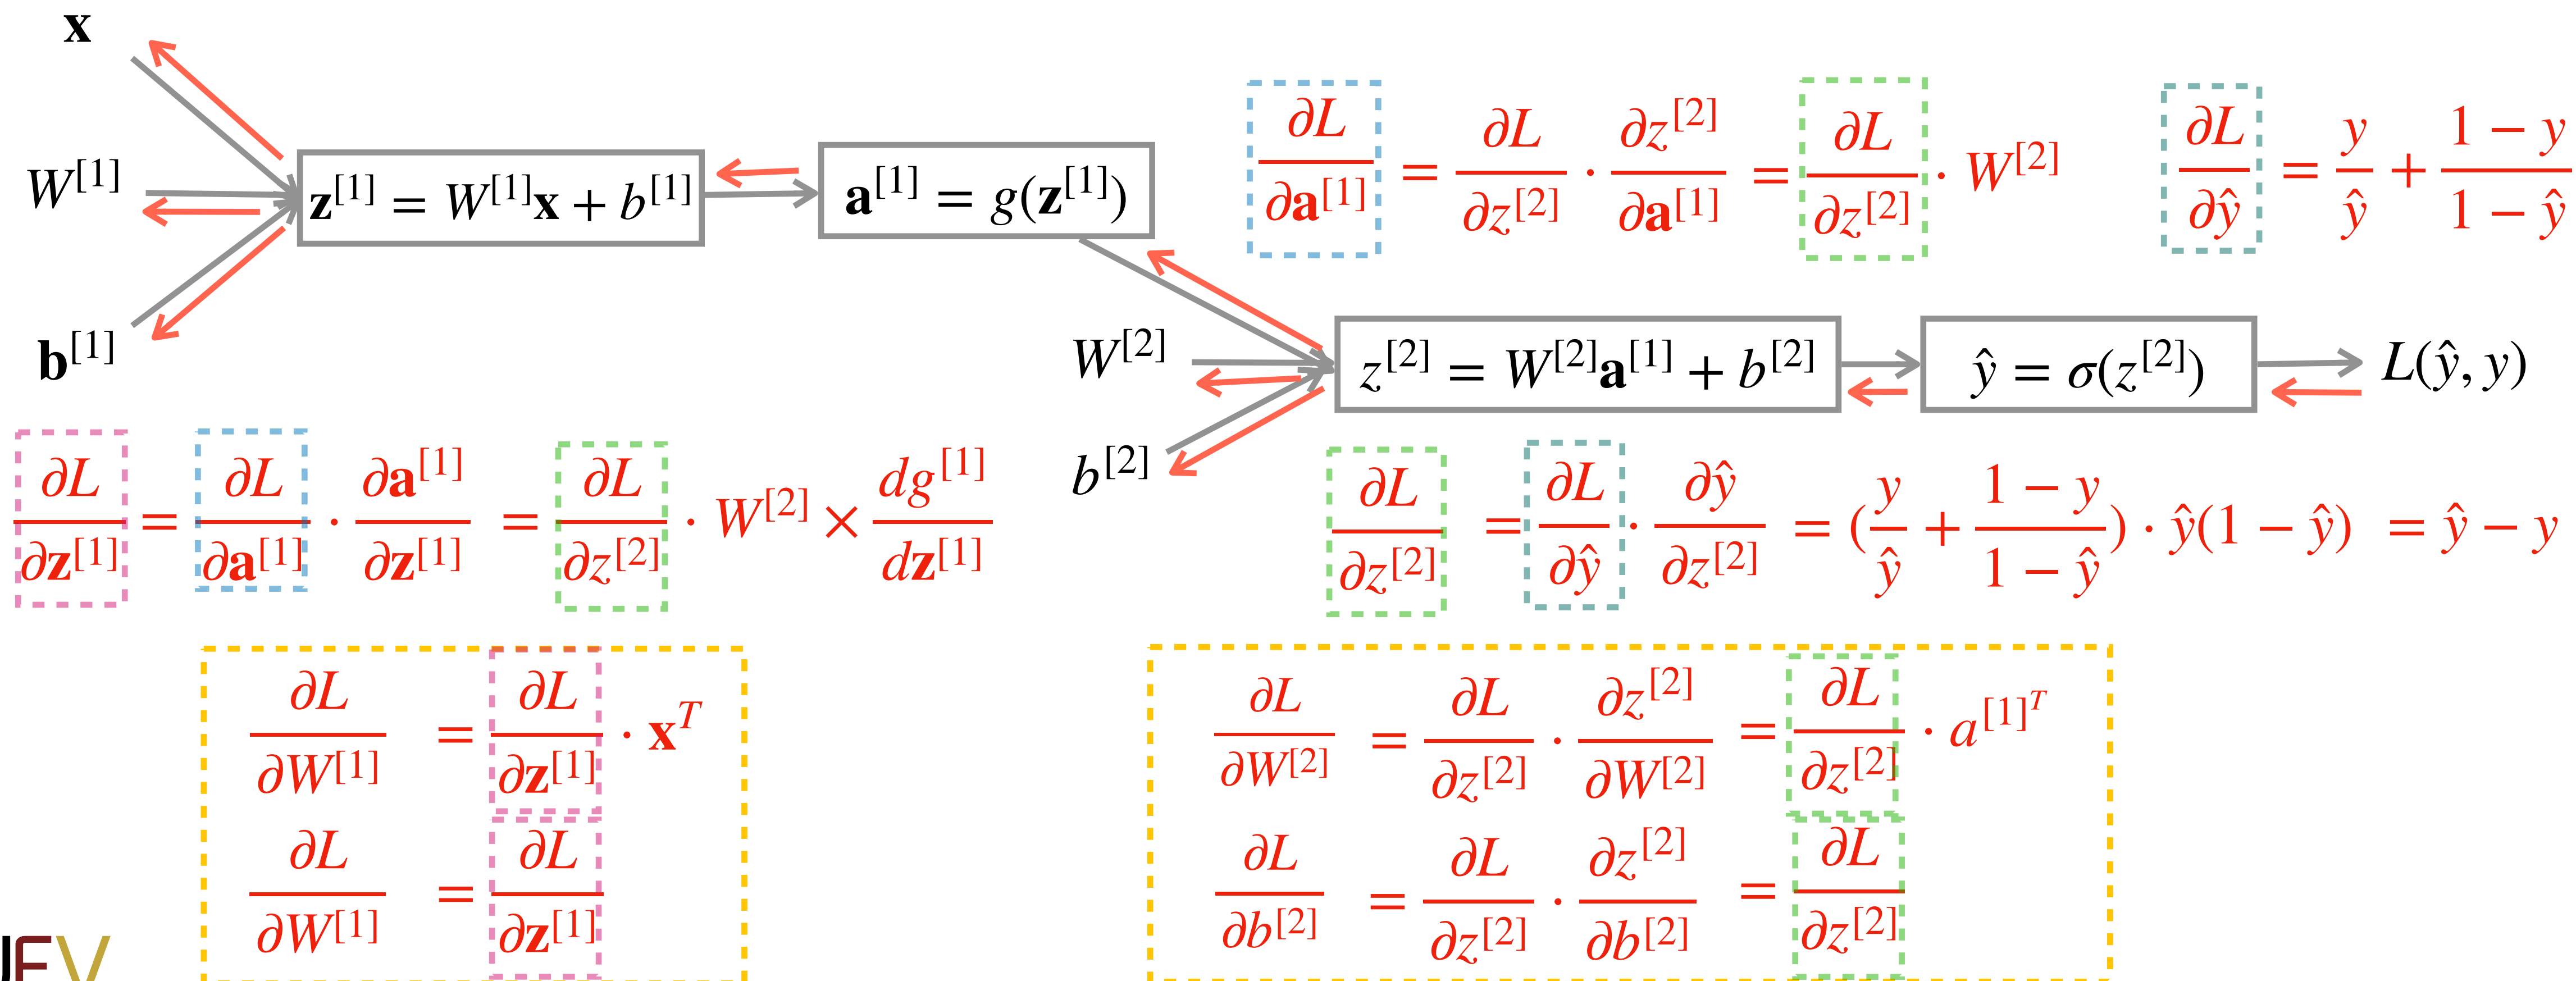 x
W^[1]
b^[1]
z^[1] = W^[1]x + b^[1]
a^[1] = g(z^[1])
∂L/∂a^[1] = ∂L/∂z^[2] · ∂z^[2]/∂a^[1] = ∂L/∂z^[2] · W^[2]
∂L/∂ŷ = y/ŷ + (1 − y)/(1 − ŷ)
W^[2]
b^[2]
z^[2] = W^[2]a^[1] + b^[2]
ŷ = σ(z^[2])
L(ŷ, y)
∂L/∂z^[1] = ∂L/∂a^[1] · ∂a^[1]/∂z^[1] = ∂L/∂z^[2] · W^[2] × dg^[1]/dz^[1]
∂L/∂z^[2] = ∂L/∂ŷ · ∂ŷ/∂z^[2] = (y/ŷ + (1 − y)/(1 − ŷ)) · ŷ(1 − ŷ) = ŷ − y
∂L/∂W^[1] = ∂L/∂z^[1] · x^T
∂L/∂W^[1] = ∂L/∂z^[1]
∂L/∂W^[2] = ∂L/∂z^[2] · ∂z^[2]/∂W^[2] = ∂L/∂z^[2] · a^[1]^T
∂L/∂b^[2] = ∂L/∂z^[2] · ∂z^[2]/∂b^[2] = ∂L/∂z^[2]